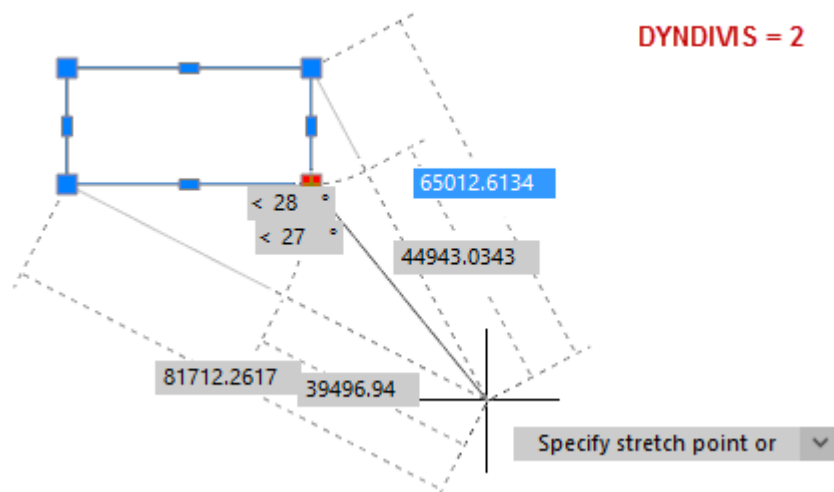 DYNDIVIS = 2
65012.6134
< 28 °
< 27 °
44943.0343
81712.2617
39496.94
Specify stretch point or